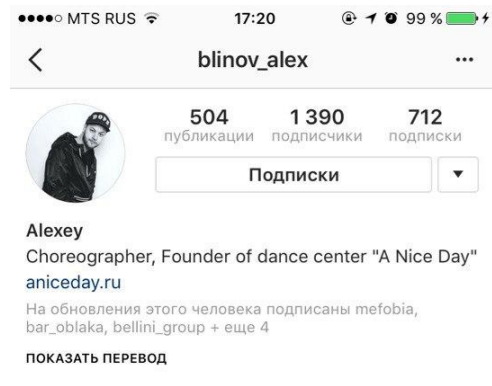 MTS RUS 17:20 99 %
blinov_alex
504 1 390 712
публикации подписчики подписки
Подписки
Alexey
Choreographer, Founder of dance center "A Nice Day"
aniceday.ru
На обновления этого человека подписаны mefobia,
bar_oblaka, bellini_group + еще 4
ПОКАЗАТЬ ПЕРЕВОД